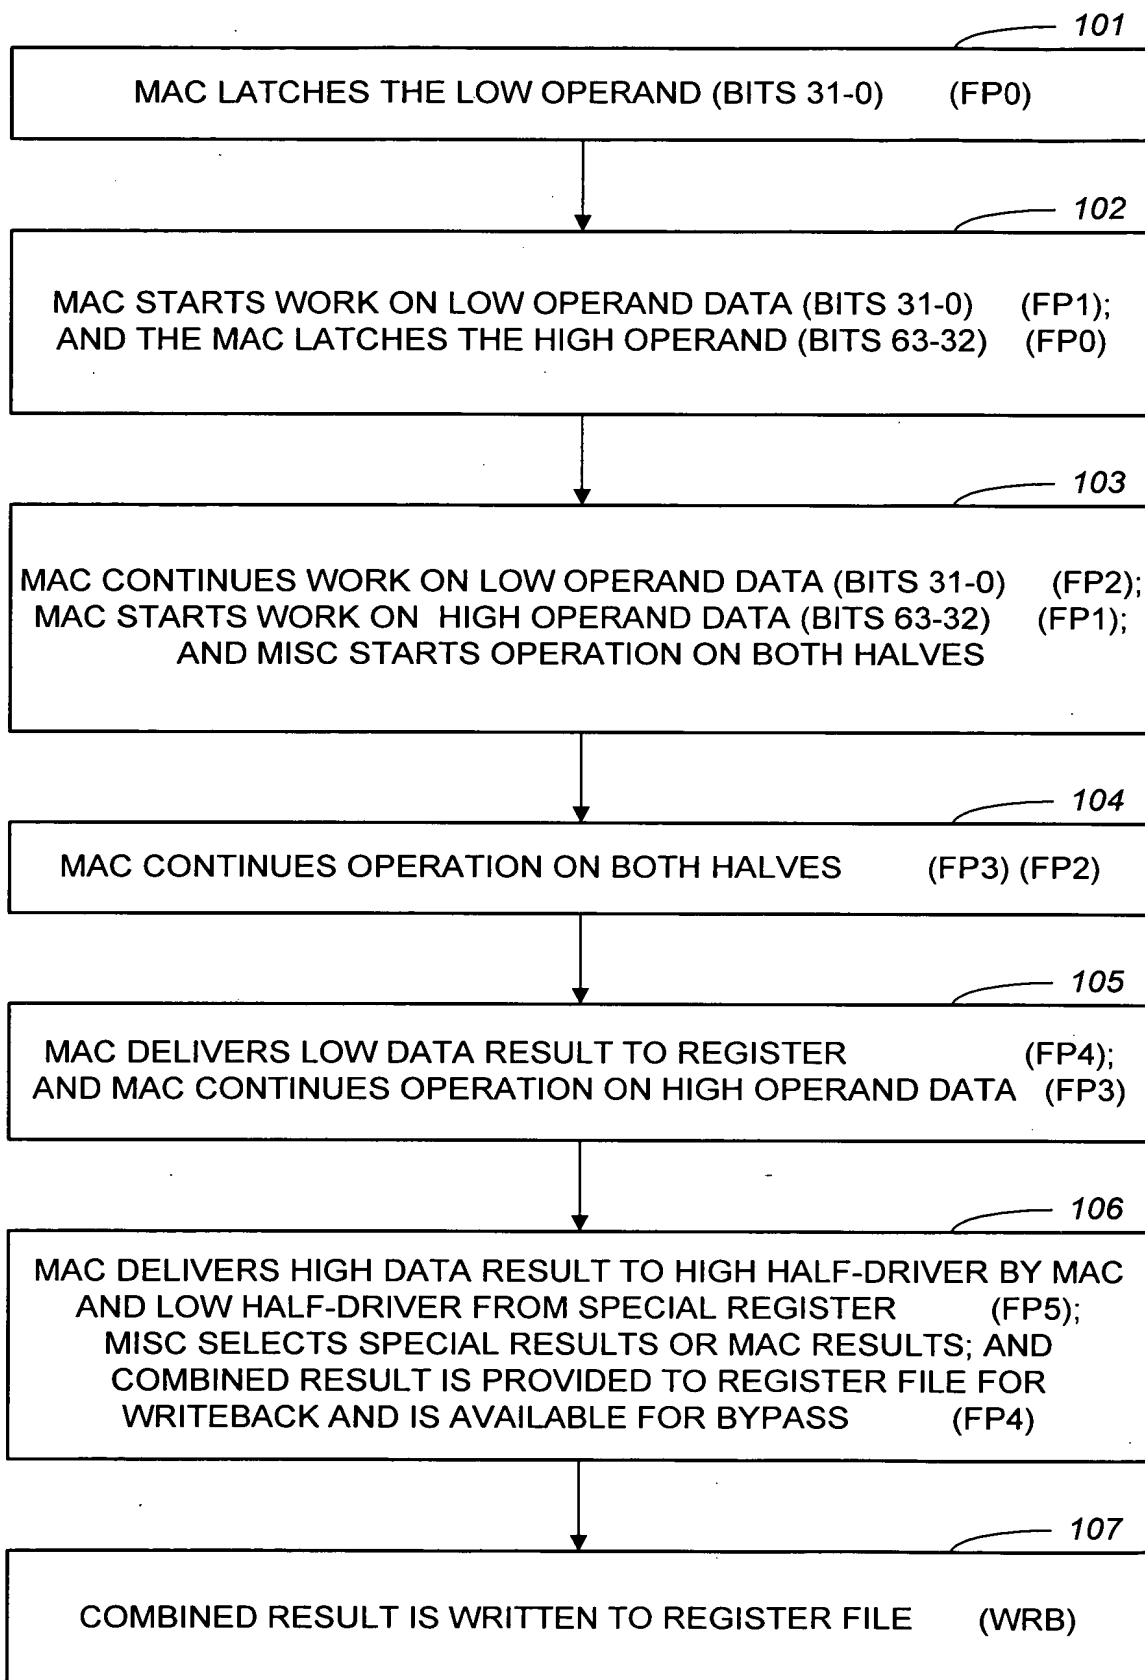 101
MAC LATCHES THE LOW OPERAND (BITS 31-0) (FP0)
102
MAC STARTS WORK ON LOW OPERAND DATA (BITS 31-0) (FP1);
AND THE MAC LATCHES THE HIGH OPERAND (BITS 63-32) (FP0)
103
MAC CONTINUES WORK ON LOW OPERAND DATA (BITS 31-0) (FP2);
MAC STARTS WORK ON HIGH OPERAND DATA (BITS 63-32) (FP1);
AND MISC STARTS OPERATION ON BOTH HALVES
104
MAC CONTINUES OPERATION ON BOTH HALVES (FP3) (FP2)
105
MAC DELIVERS LOW DATA RESULT TO REGISTER (FP4);
AND MAC CONTINUES OPERATION ON HIGH OPERAND DATA (FP3)
106
MAC DELIVERS HIGH DATA RESULT TO HIGH HALF-DRIVER BY MAC
AND LOW HALF-DRIVER FROM SPECIAL REGISTER (FP5);
MISC SELECTS SPECIAL RESULTS OR MAC RESULTS; AND
COMBINED RESULT IS PROVIDED TO REGISTER FILE FOR
WRITEBACK AND IS AVAILABLE FOR BYPASS (FP4)
107
COMBINED RESULT IS WRITTEN TO REGISTER FILE (WRB)